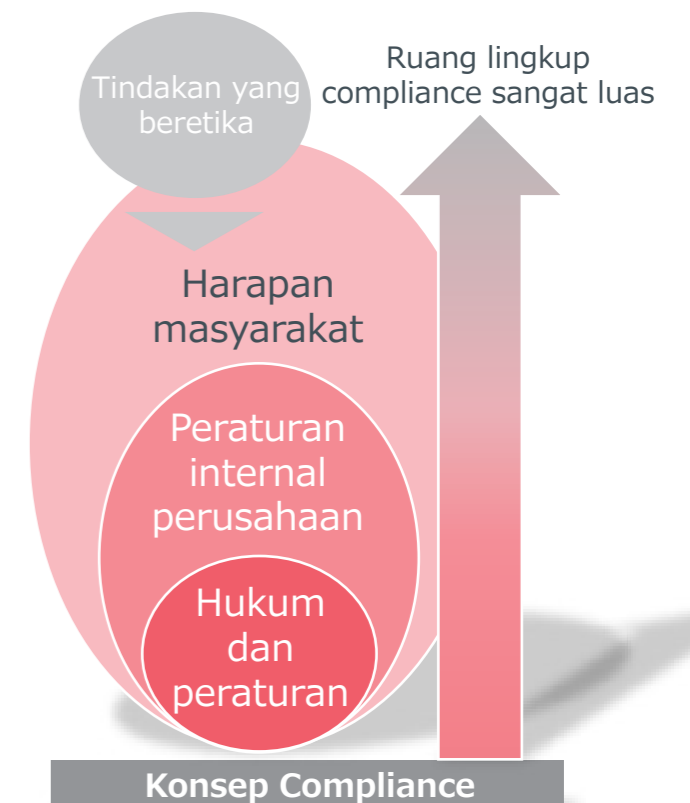 Tindakan yang
beretika
Ruang lingkup
compliance sangat luas
Harapan
masyarakat
Peraturan
internal
perusahaan
Hukum
dan
peraturan
Konsep Compliance